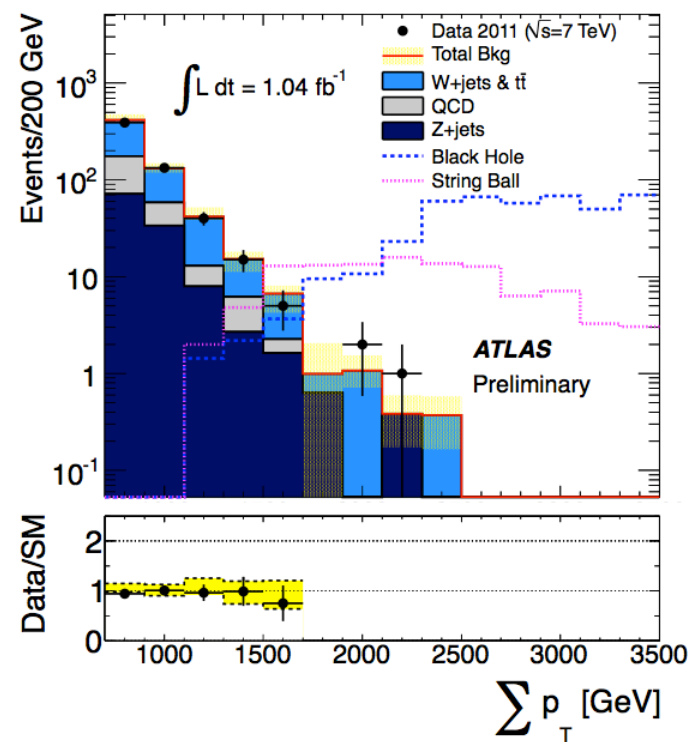 Data 2011 (√s=7 TeV)
Total Bkg
W+jets & tt̄
QCD
Z+jets
Black Hole
String Ball
∫L dt = 1.04 fb⁻¹
Events/200 GeV
10³
10²
10
1
10⁻¹
ATLAS
Preliminary
Data/SM
2
1
0
1000 1500 2000 2500 3000 3500
∑ p_T [GeV]